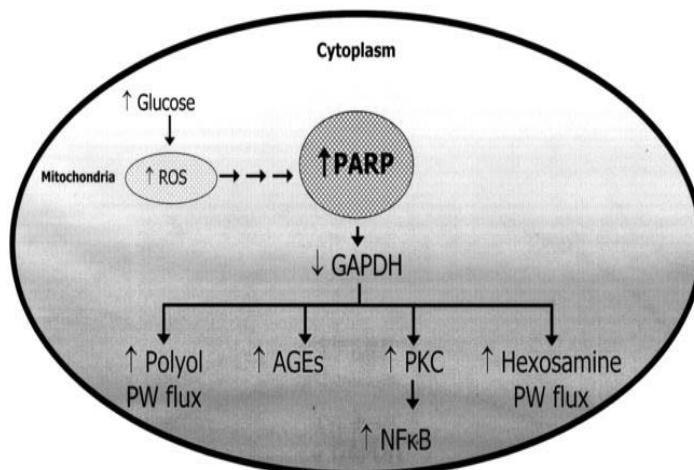 Cytoplasm
↑ Glucose
Mitochondria
↑ ROS
↑PARP
↓ GAPDH
↑ Polyol
PW flux
↑ AGEs
↑ PKC
↑ Hexosamine
PW flux
↑ NFκB